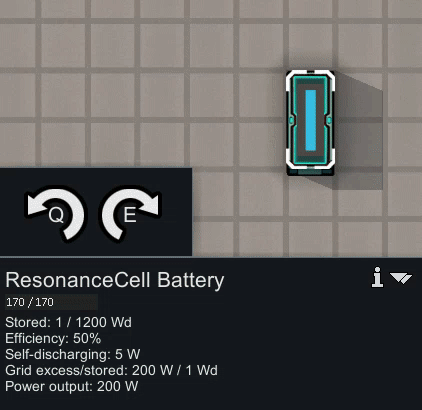 Q E
ResonanceCell Battery
170 / 170
Stored: 1 / 1200 Wd
Efficiency: 50%
Self-discharging: 5 W
Grid excess/stored: 200 W / 1 Wd
Power output: 200 W